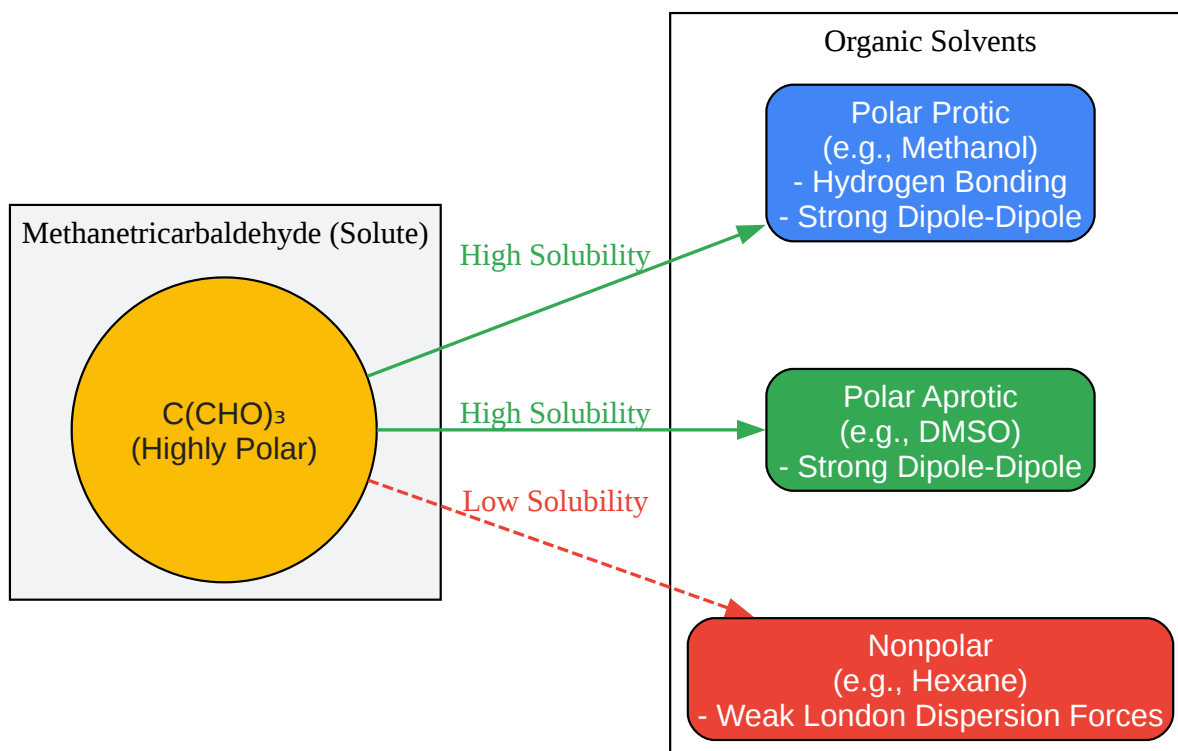 Organic Solvents
Polar Protic
(e.g., Methanol)
- Hydrogen Bonding
- Strong Dipole-Dipole
Methanetricarbaldehyde (Solute)
High Solubility
C(CHO)₃
(Highly Polar)
High Solubility
Polar Aprotic
(e.g., DMSO)
- Strong Dipole-Dipole
Low Solubility
Nonpolar
(e.g., Hexane)
- Weak London Dispersion Forces